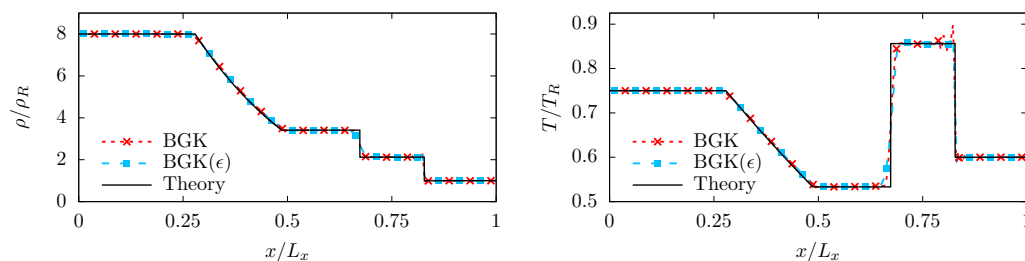 8
6
4
2
0
ρ/ρ_R
BGK
BGK(ϵ)
Theory
0 0.25 0.5 0.75 1
x/L_x
0.9
0.8
0.7
0.6
0.5
T/T_R
BGK
BGK(ϵ)
Theory
0 0.25 0.5 0.75 1
x/L_x